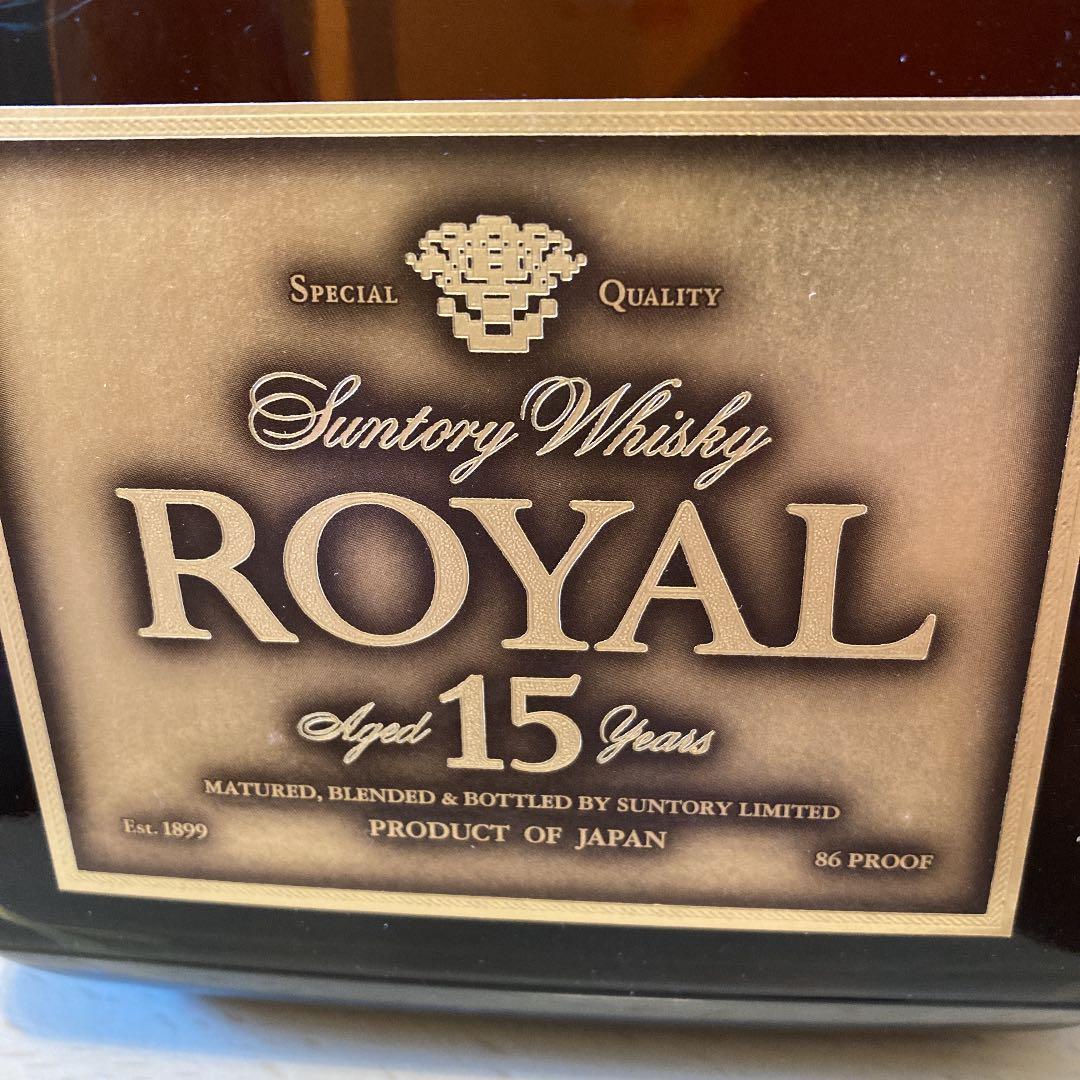 SPECIAL QUALITY
Suntory Whisky
ROYAL
Aged 15 Years
MATURED, BLENDED & BOTTLED BY SUNTORY LIMITED
Est. 1899
PRODUCT OF JAPAN
86 PROOF